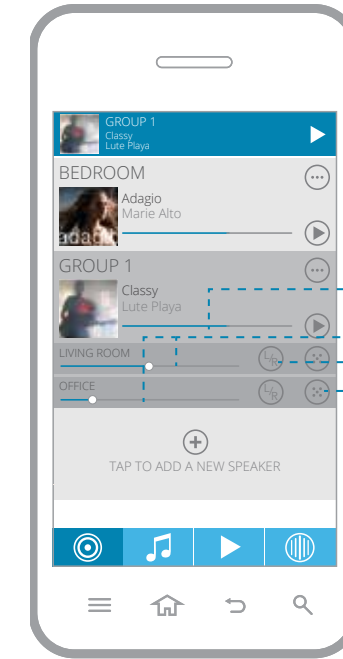 GROUP 1
Classy
Lute Playa
BEDROOM
Adagio
Marie Alto
adagio
GROUP 1
Classy
Lute Playa
LIVING ROOM
L/R
OFFICE
L/R
TAP TO ADD A NEW SPEAKER